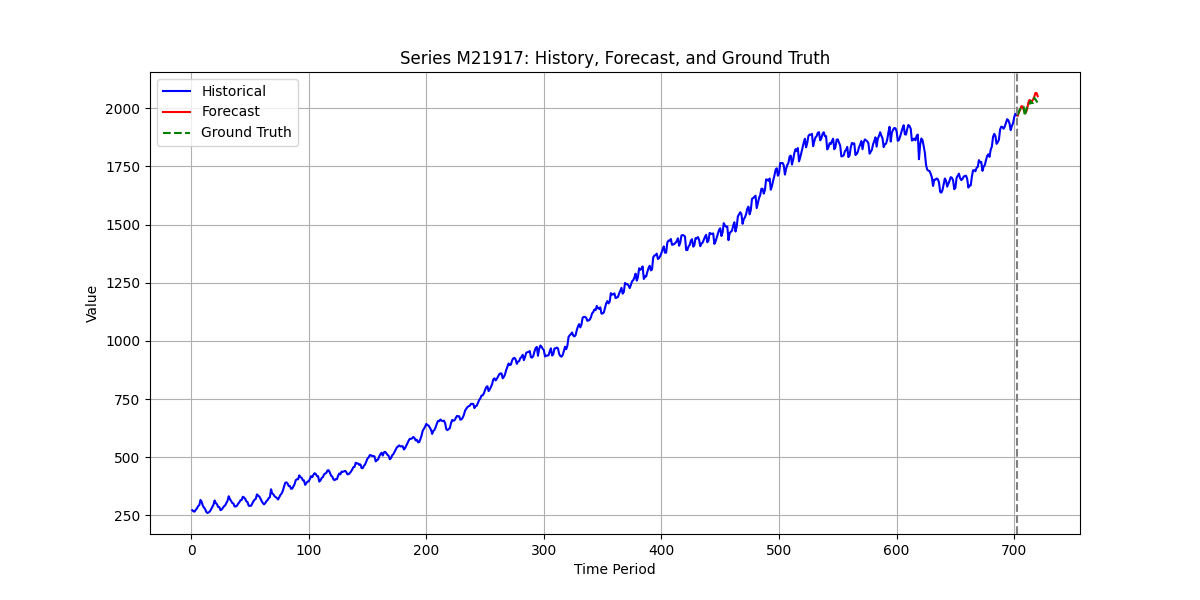 Series M21917: History, Forecast, and Ground Truth
Historical
Forecast
Ground Truth
Value
2000
1750
1500
1250
1000
750
500
250
0 100 200 300 400 500 600 700
Time Period